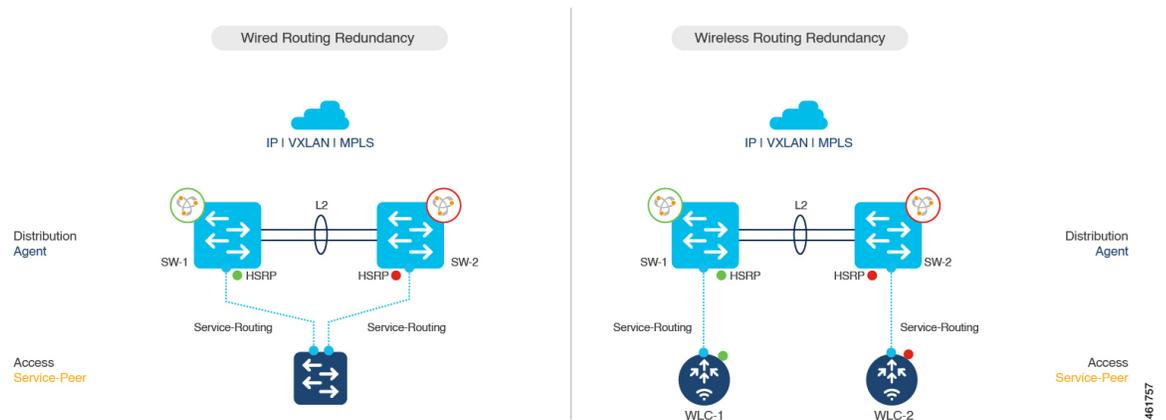 Wired Routing Redundancy
IP | VXLAN | MPLS
L2
Distribution
Agent
SW-1
SW-2
HSRP
HSRP
Service-Routing
Service-Routing
Access
Service-Peer
Wireless Routing Redundancy
IP | VXLAN | MPLS
L2
Distribution
Agent
SW-1
SW-2
HSRP
HSRP
Service-Routing
Service-Routing
Access
Service-Peer
WLC-1
WLC-2
461757